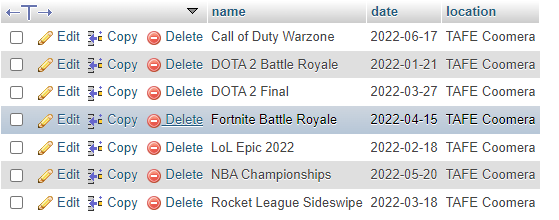 name date location
Edit Copy Delete Call of Duty Warzone 2022-06-17 TAFE Coomera
Edit Copy Delete DOTA 2 Battle Royale 2022-01-21 TAFE Coomera
Edit Copy Delete DOTA 2 Final 2022-03-27 TAFE Coomera
Edit Copy Delete Fortnite Battle Royale 2022-04-15 TAFE Coomera
Edit Copy Delete LoL Epic 2022 2022-02-18 TAFE Coomera
Edit Copy Delete NBA Championships 2022-05-20 TAFE Coomera
Edit Copy Delete Rocket League Sideswipe 2022-03-18 TAFE Coomera